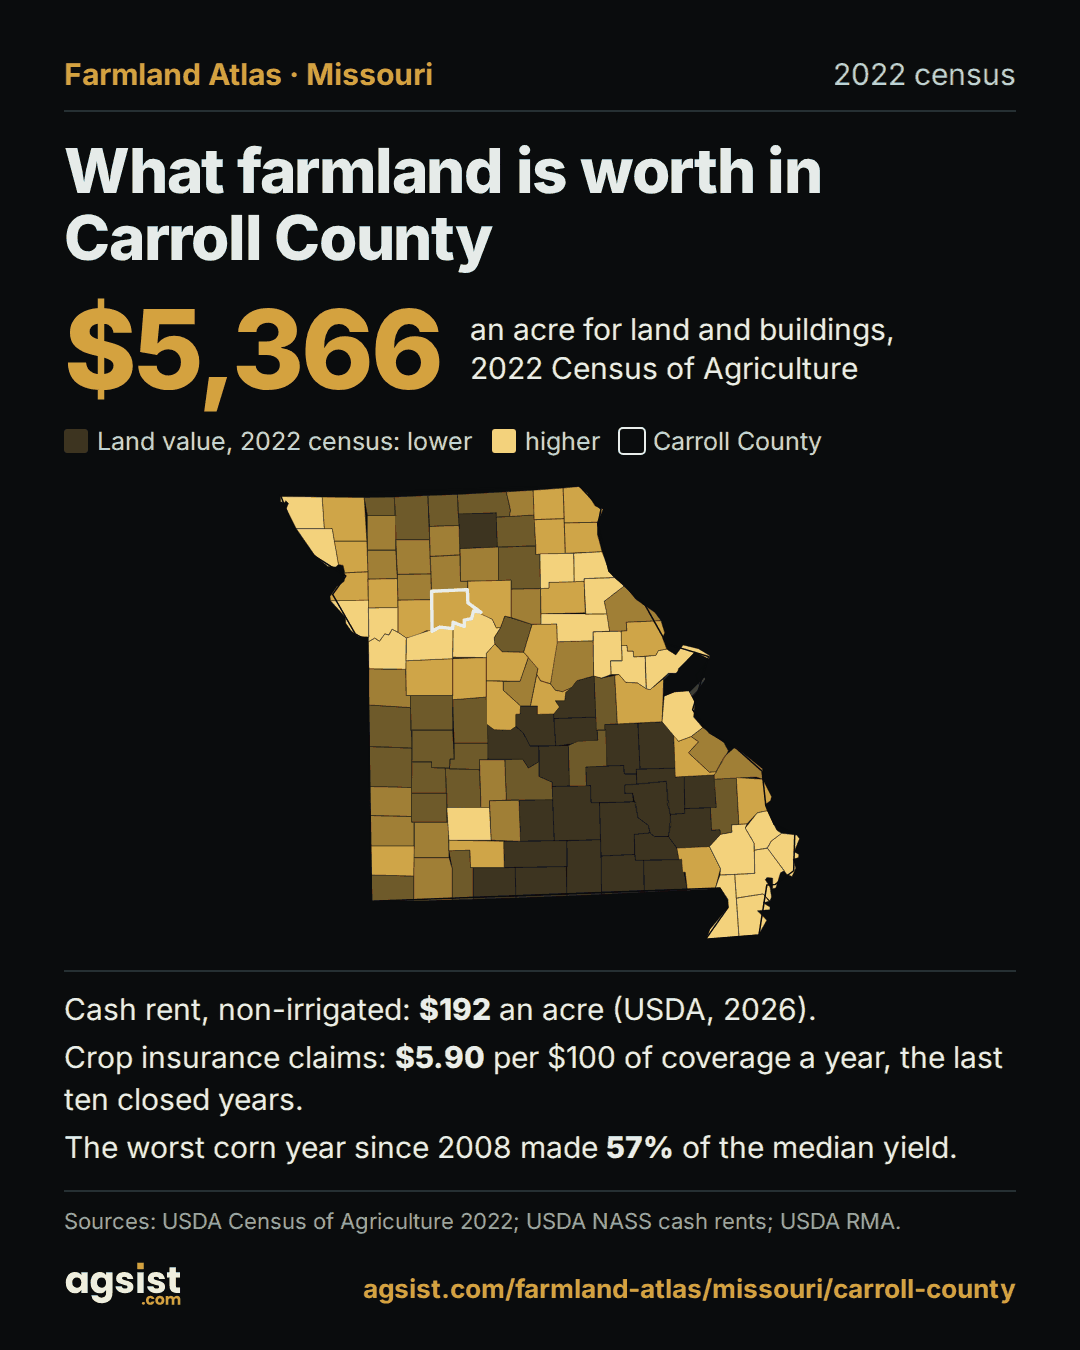 Farmland Atlas · Missouri
2022 census
What farmland is worth in
Carroll County
$5,366
an acre for land and buildings,
2022 Census of Agriculture
Land value, 2022 census: lower
higher
Carroll County
Cash rent, non-irrigated: $192 an acre (USDA, 2026).
Crop insurance claims: $5.90 per $100 of coverage a year, the last
ten closed years.
The worst corn year since 2008 made 57% of the median yield.
Sources: USDA Census of Agriculture 2022; USDA NASS cash rents; USDA RMA.
agsist
.com
agsist.com/farmland-atlas/missouri/carroll-county